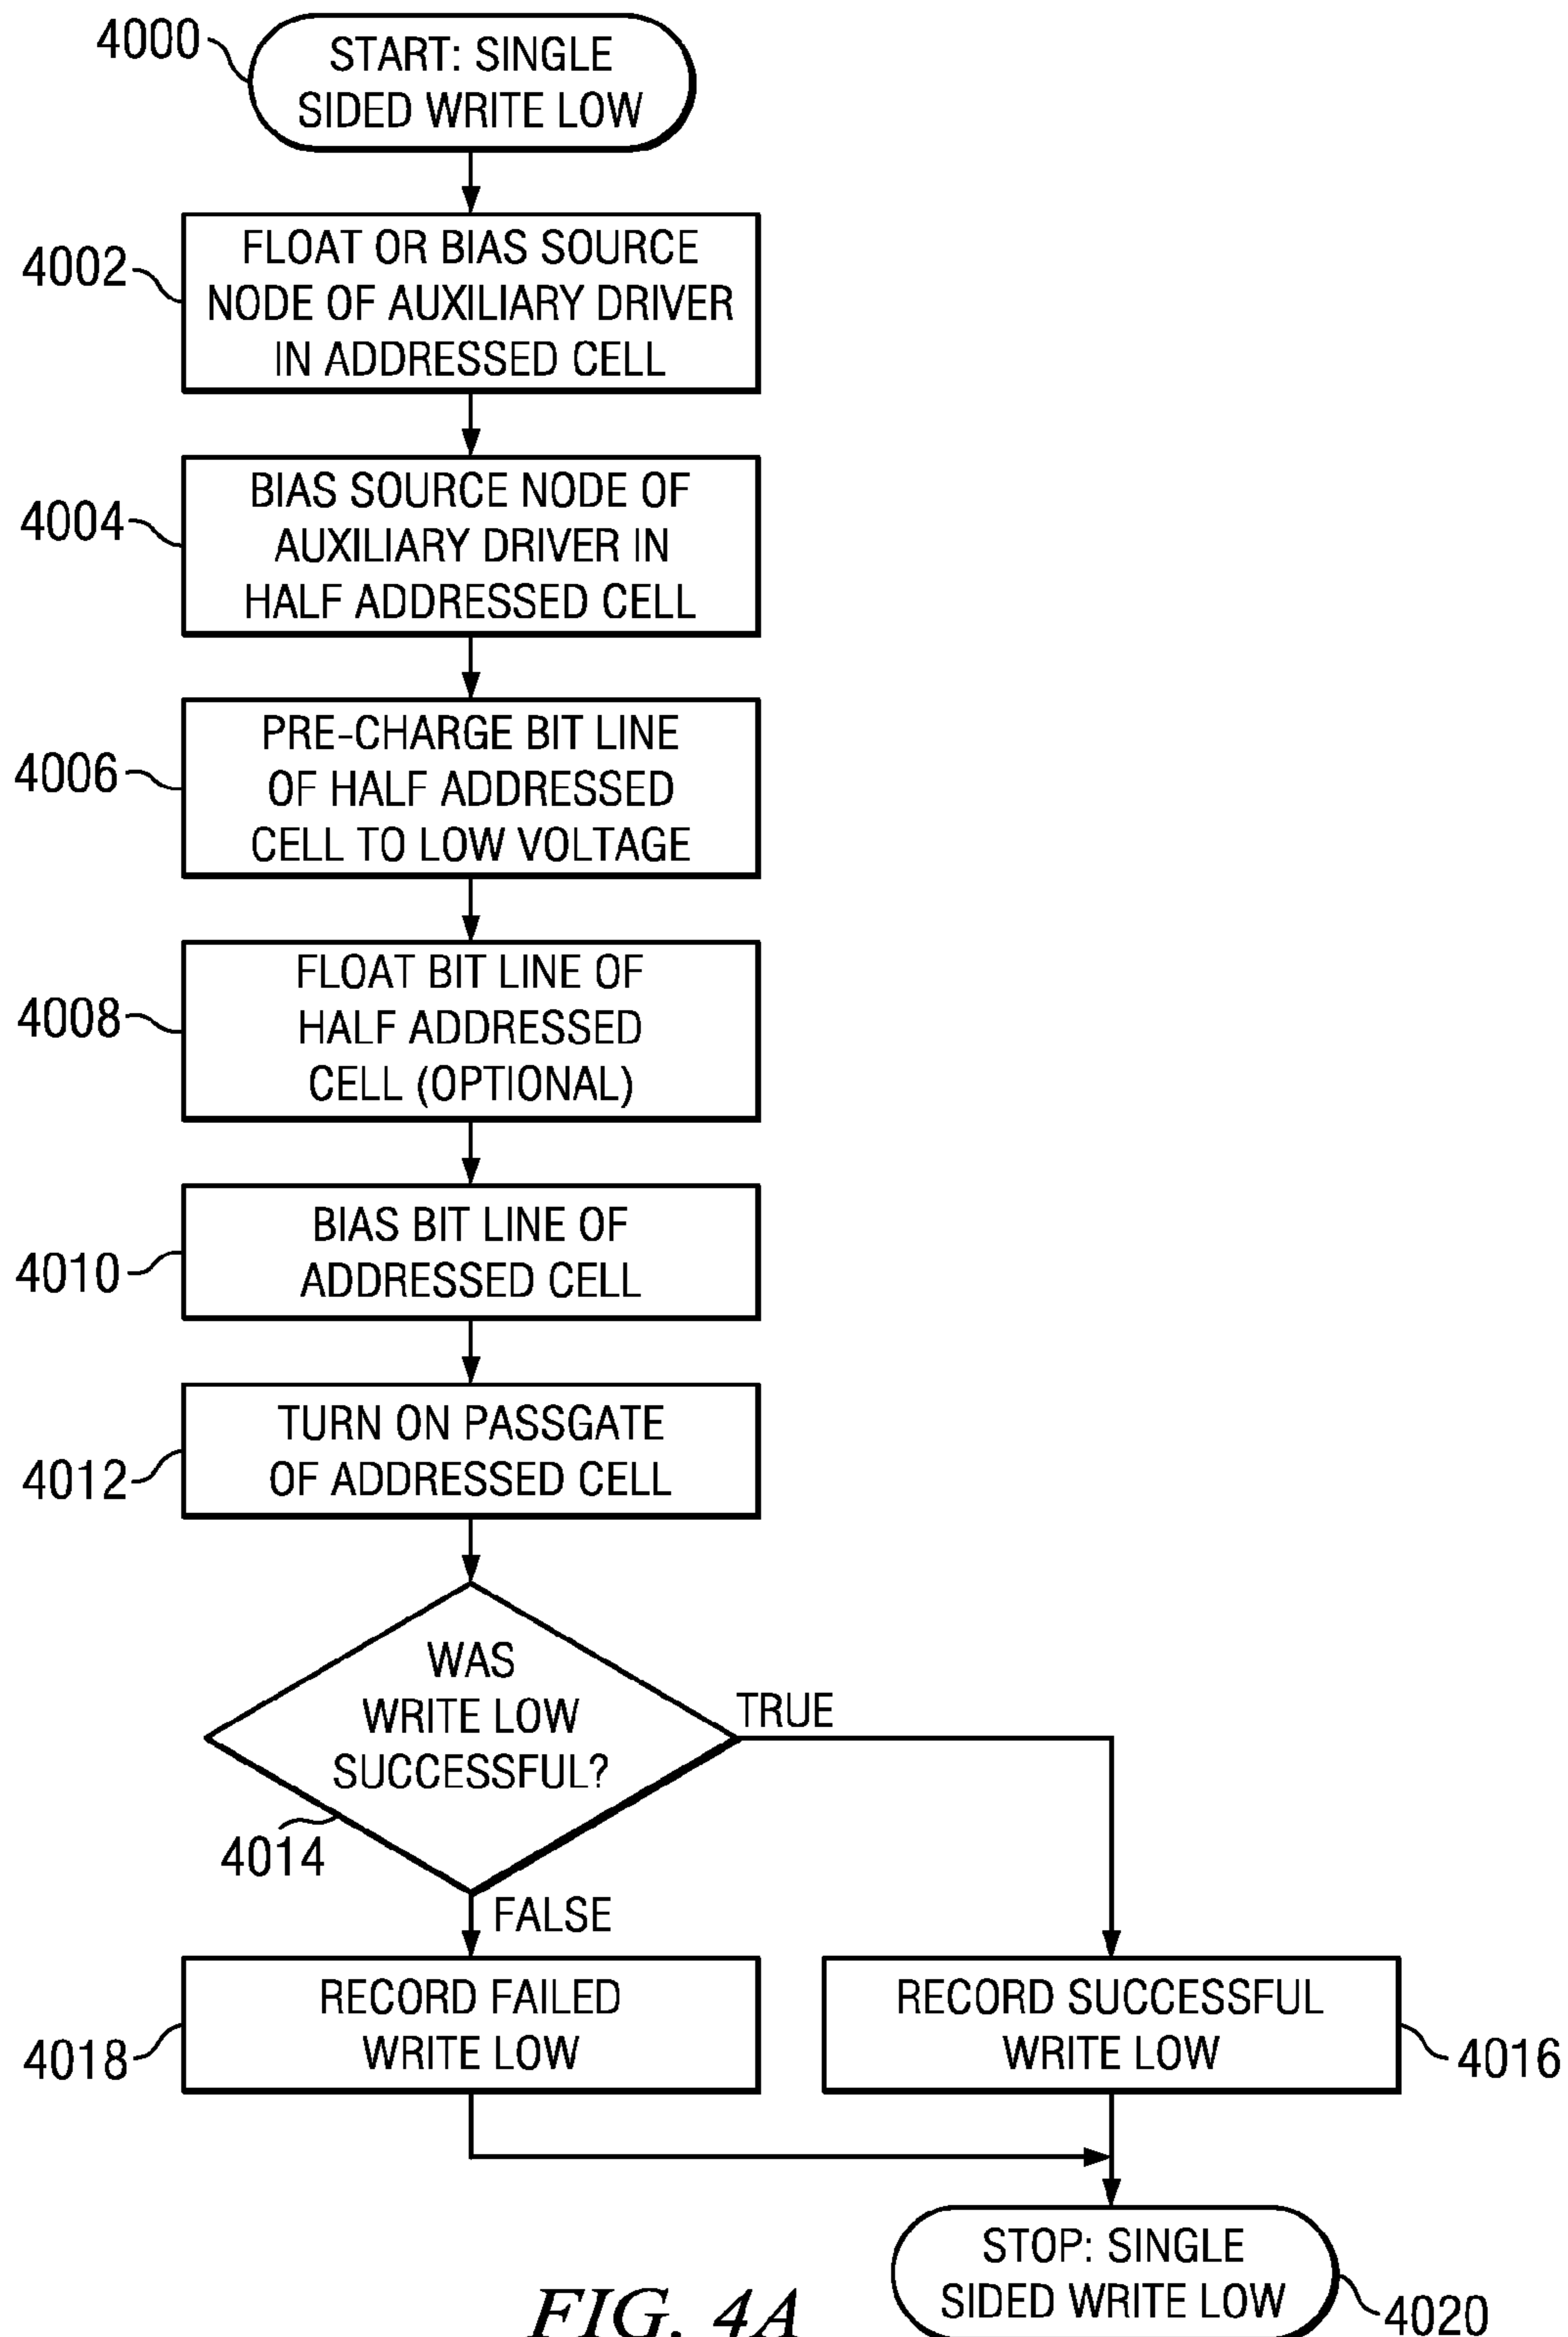 4000
START: SINGLE
SIDED WRITE LOW
4002
FLOAT OR BIAS SOURCE
NODE OF AUXILIARY DRIVER
IN ADDRESSED CELL
4004
BIAS SOURCE NODE OF
AUXILIARY DRIVER IN
HALF ADDRESSED CELL
4006
PRE-CHARGE BIT LINE
OF HALF ADDRESSED
CELL TO LOW VOLTAGE
4008
FLOAT BIT LINE OF
HALF ADDRESSED
CELL (OPTIONAL)
4010
BIAS BIT LINE OF
ADDRESSED CELL
4012
TURN ON PASSGATE
OF ADDRESSED CELL
WAS
WRITE LOW
SUCCESSFUL?
TRUE
4014
FALSE
4018
RECORD FAILED
WRITE LOW
RECORD SUCCESSFUL
WRITE LOW
4016
STOP: SINGLE
SIDED WRITE LOW
4020
FIG. 4A